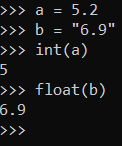 >>> a = 5.2
>>> b = "6.9"
>>> int(a)
5
>>> float(b)
6.9
>>>